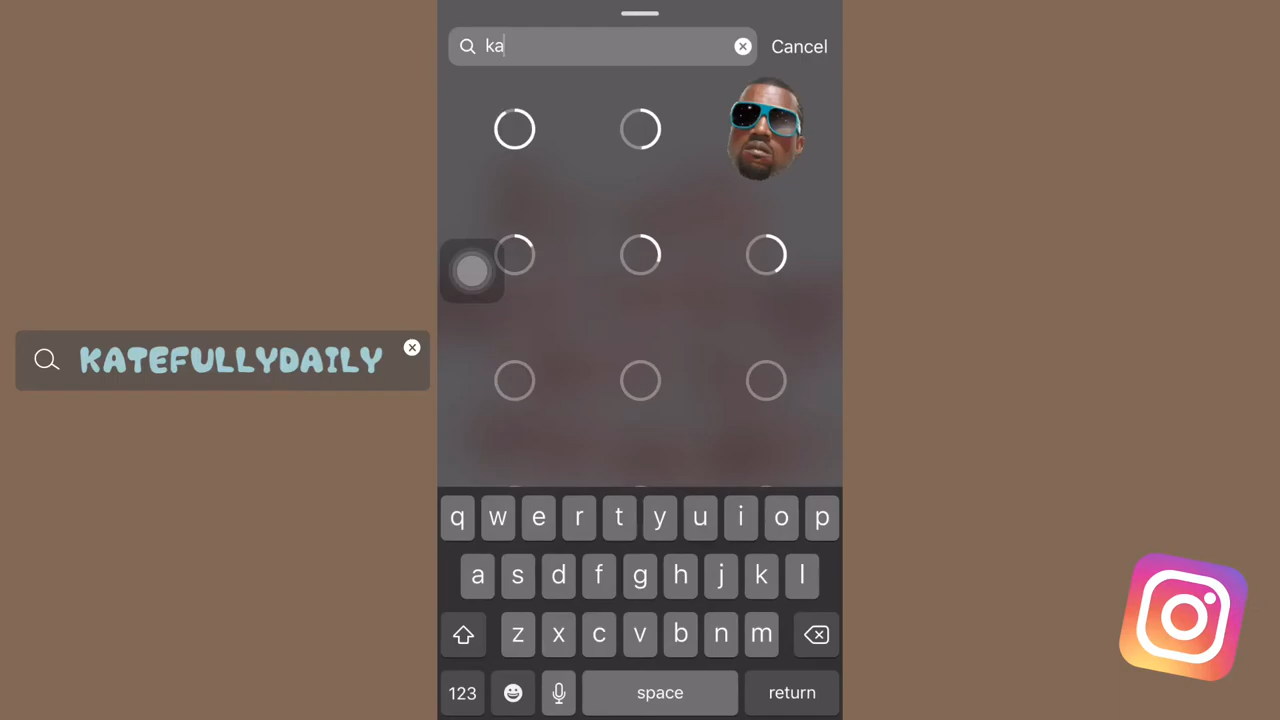 ka
Cancel
KATEFULLYDAILY
q w e r t y u i o p
a s d f g h j k l
z x c v b n m
123 space return